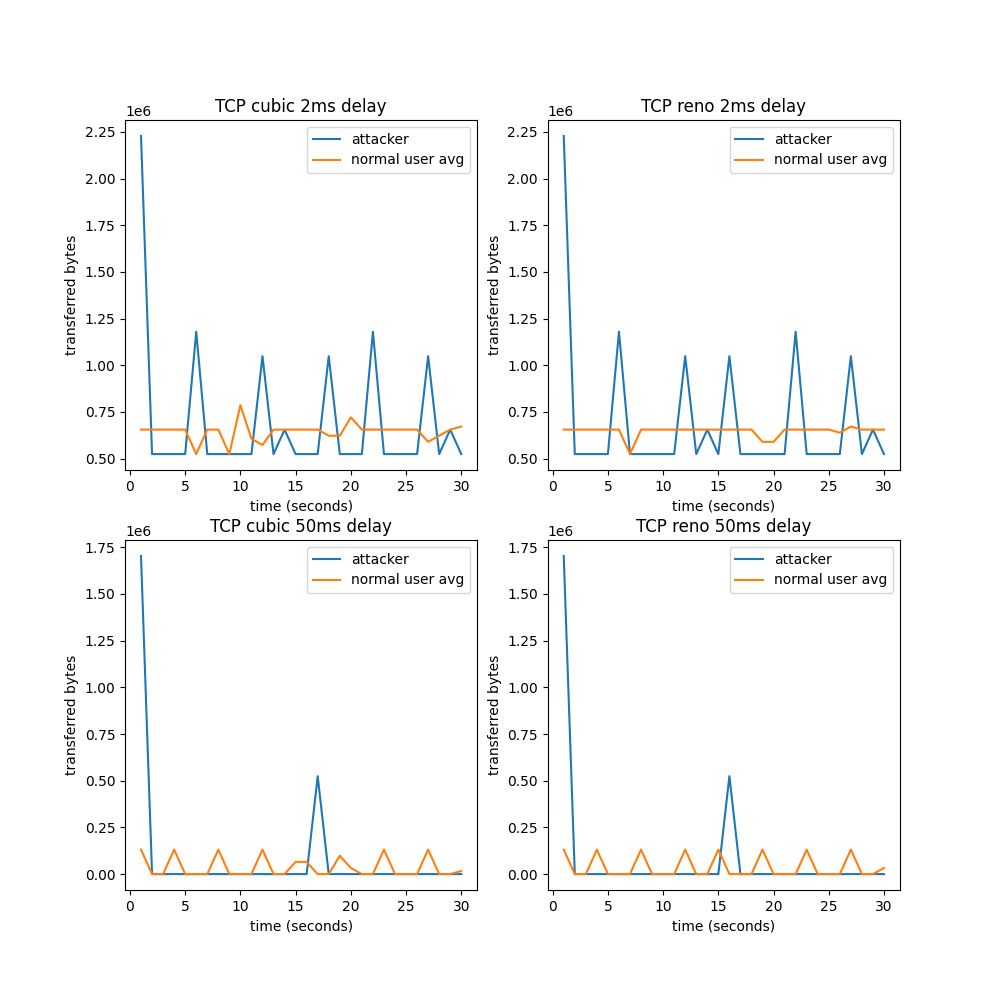 TCP cubic 2ms delay
1e6
attacker
normal user avg
2.25
2.00
1.75
1.50
1.25
1.00
0.75
0.50
transferred bytes
0 5 10 15 20 25 30
time (seconds)
TCP reno 2ms delay
1e6
attacker
normal user avg
2.25
2.00
1.75
1.50
1.25
1.00
0.75
0.50
transferred bytes
0 5 10 15 20 25 30
time (seconds)
TCP cubic 50ms delay
1e6
attacker
normal user avg
1.75
1.50
1.25
1.00
0.75
0.50
0.25
0.00
transferred bytes
0 5 10 15 20 25 30
time (seconds)
TCP reno 50ms delay
1e6
attacker
normal user avg
1.75
1.50
1.25
1.00
0.75
0.50
0.25
0.00
transferred bytes
0 5 10 15 20 25 30
time (seconds)